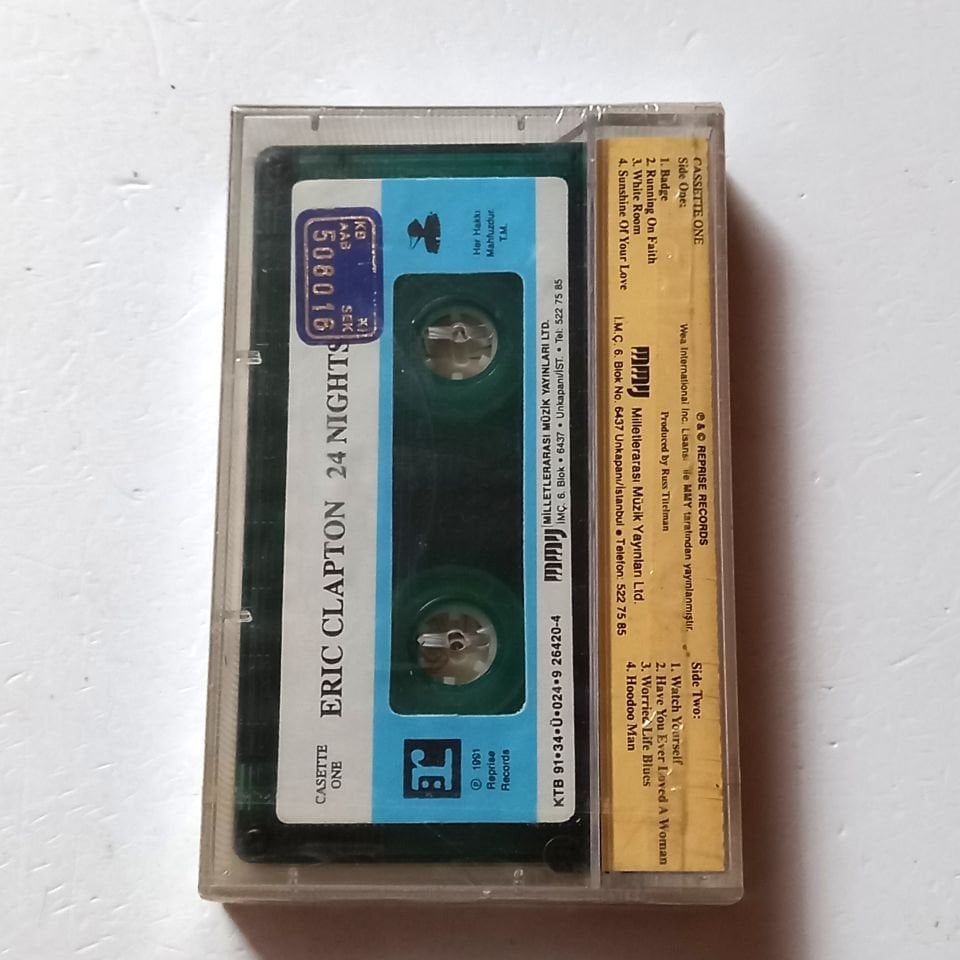 CASETTE
ONE
ERIC CLAPTON 24 NIGHTS
KB
AAB
SEK
506016
1991
Reprise
Records
Her Hakkı
Mahfuzdur.
T.M.
mmy MİLLETLERARASI MÜZİK YAYINLARI LTD.
İMÇ. 6. Blok • 6437 • Unkapanı/İST. • Tel: 522 75 85
KTB 91•34•Ü•024•9 26420-4
CASSETTE ONE
Side One:
1. Badge
2. Running On Faith
3. White Room
4. Sunshine Of Your Love
℗ & © REPRISE RECORDS
Wea International Inc. Lisansı ile MMY tarafından yayınlanmıştır.
Produced by Russ Titelman
mmy Milletlerarası Müzik Yayınları Ltd.
İ.M.Ç. 6. Blok No. 6437 Unkapanı/İstanbul • Telefon: 522 75 85
Side Two:
1. Watch Yourself
2. Have You Ever Loved A Woman
3. Worried Life Blues
4. Hoodoo Man